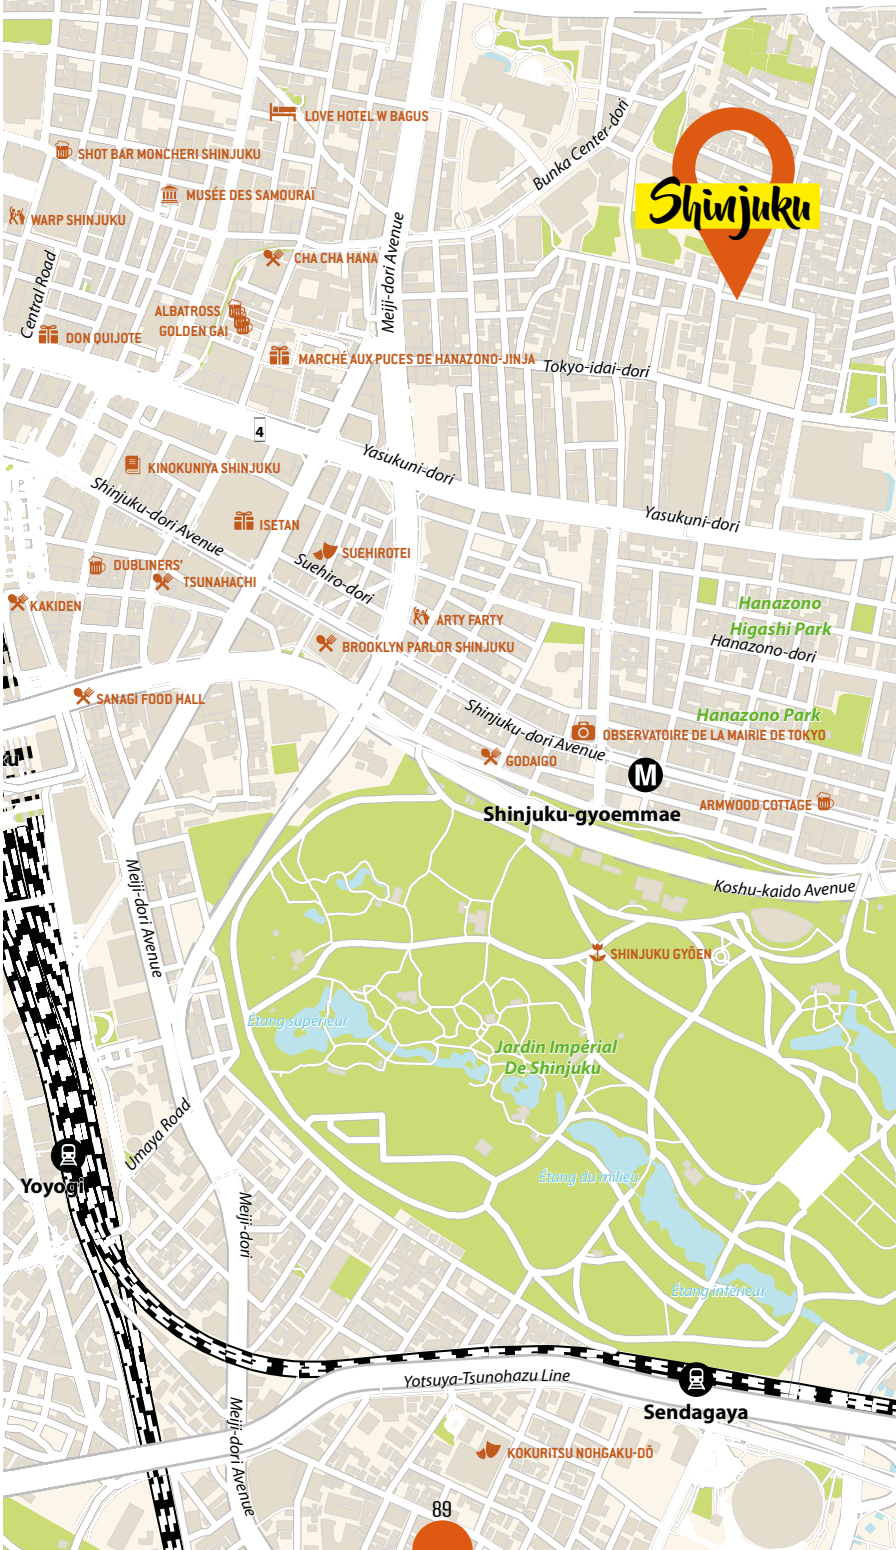 LOVE HOTEL W BAGUS
Bunka Center-dori
SHOT BAR MONCHERI SHINJUKU
MUSÉE DES SAMOURAÏ
Shinjuku
WARP SHINJUKU
Meiji-dori Avenue
CHA CHA HANA
Central Road
ALBATROSS
GOLDEN GAI
DON QUIJOTE
MARCHÉ AUX PUCES DE HANAZONO-JINJA
Tokyo-idai-dori
4
Yasukuni-dori
KINOKUNIYA SHINJUKU
Shinjuku-dori Avenue
ISETAN
Yasukuni-dori
SUEHIROTEI
Suehiro-dori
DUBLINERS'
TSUNAHACHI
KAKIDEN
Hanazono
Higashi Park
ARTY FARTY
Hanazono-dori
BROOKLYN PARLOR SHINJUKU
SANAGI FOOD HALL
Hanazono Park
Shinjuku-dori Avenue
OBSERVATOIRE DE LA MAIRIE DE TOKYO
ku
GODAIGO
M
ARMWOOD COTTAGE
Shinjuku-gyoemmae
Koshu-kaido Avenue
Meiji-dori Avenue
SHINJUKU GYŌEN
Étang supérieur
Jardin Impérial
De Shinjuku
Umaya Road
Yoyogi
Étang du milieu
Meiji-dori
Étang inférieur
Yotsuya-Tsunohazu Line
Sendagaya
Meiji-dori Avenue
KOKURITSU NOHGAKU-DŌ
89